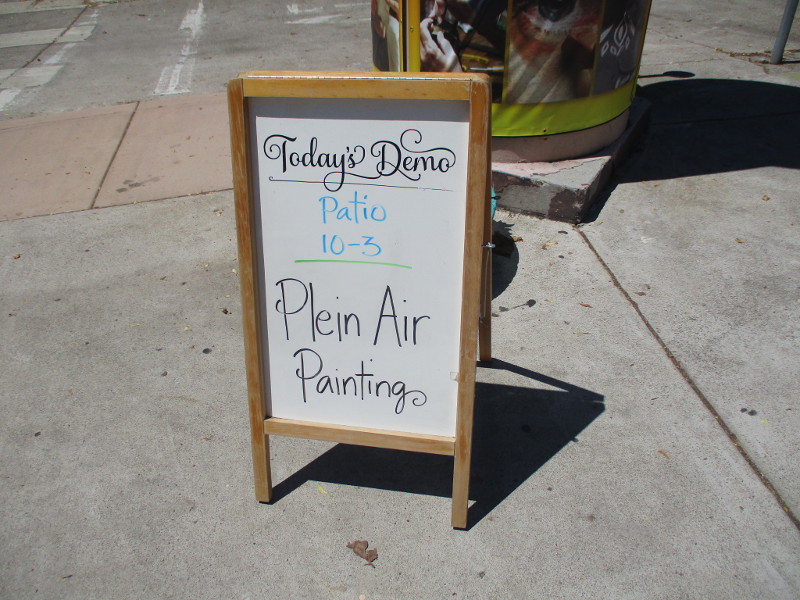 Today's Demo
Patio
10-3
Plein Air
Painting